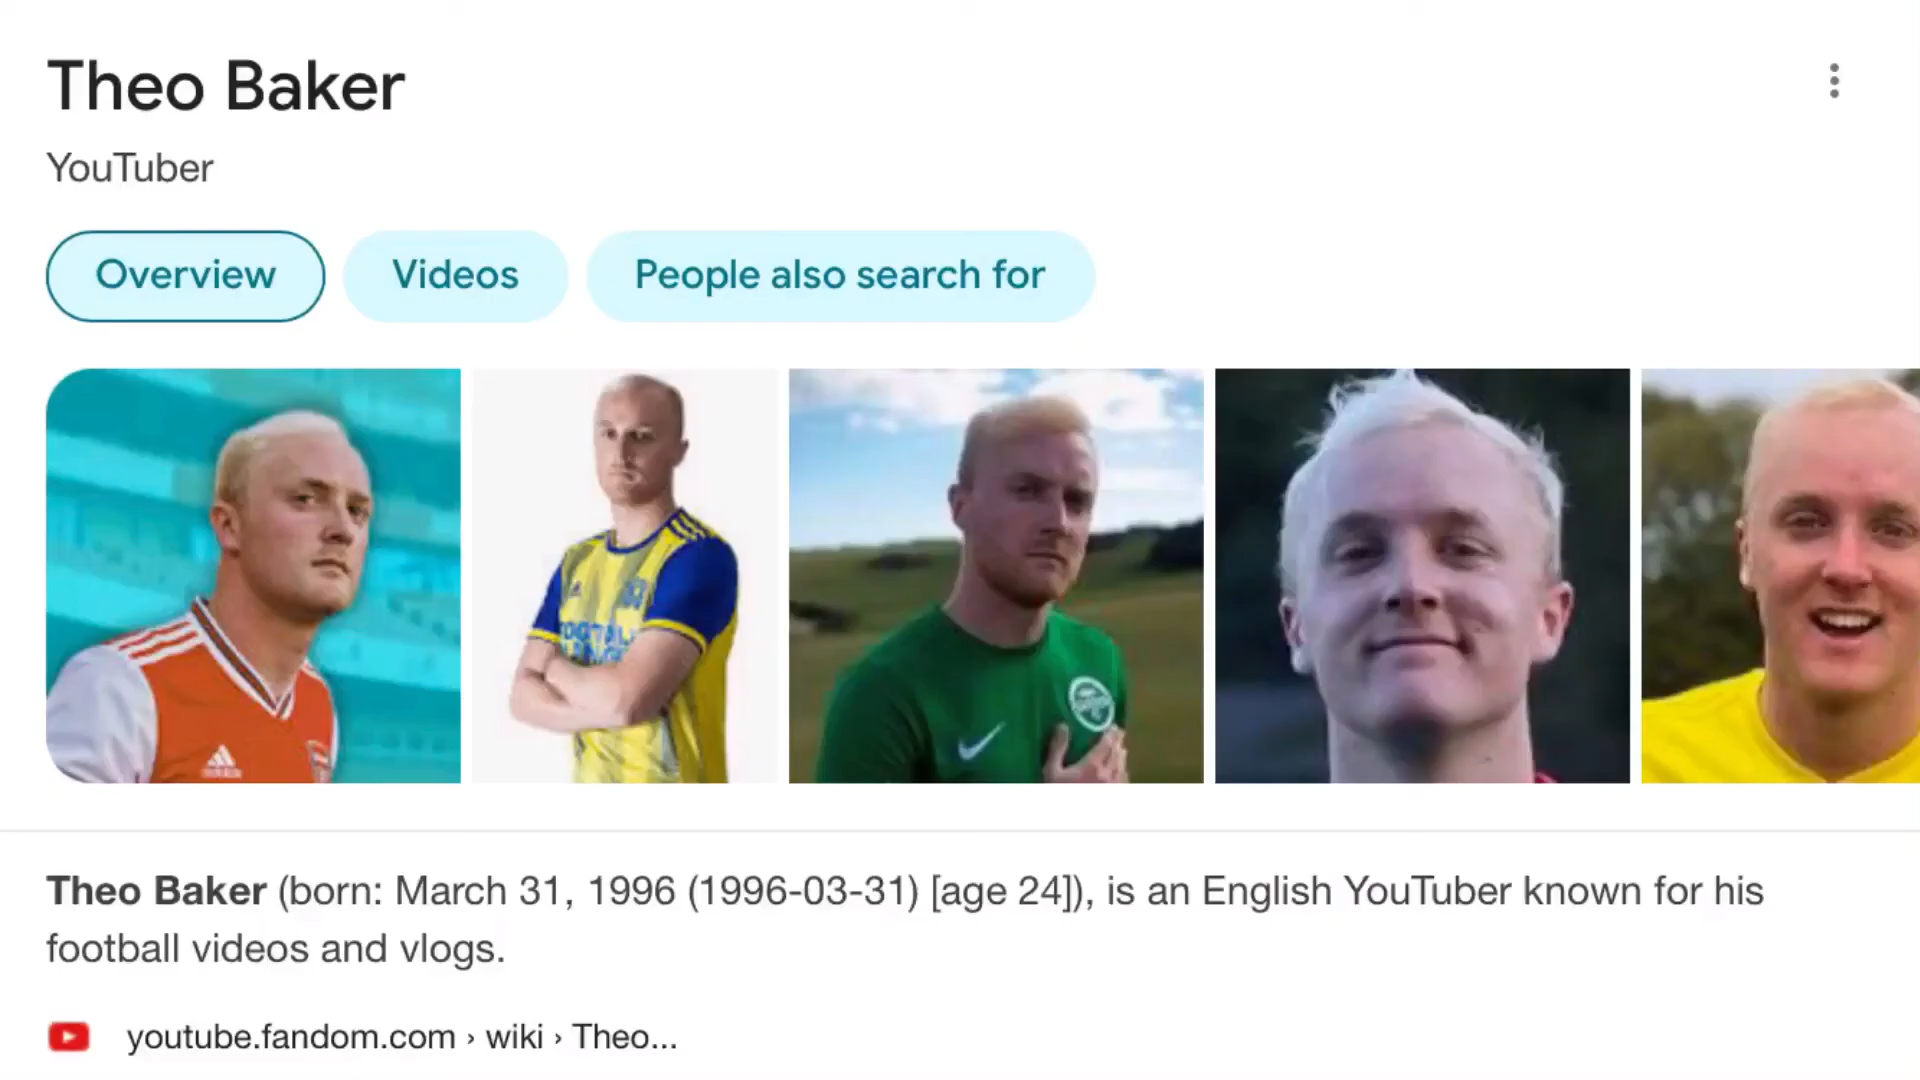 Theo Baker
YouTuber
Overview
Videos
People also search for
Theo Baker (born: March 31, 1996 (1996-03-31) [age 24]), is an English YouTuber known for his
football videos and vlogs.
youtube.fandom.com › wiki › Theo...